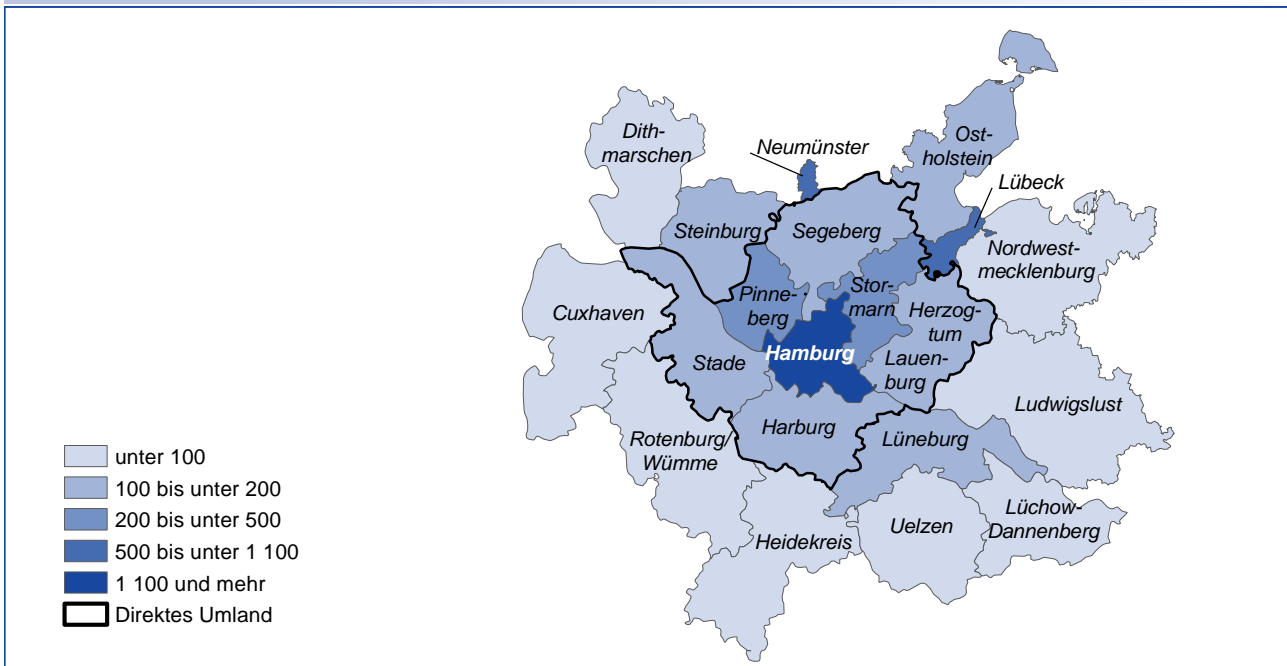 Dith-
marschen
Neumünster
Ost-
holstein
Lübeck
Steinburg
Segeberg
Nordwest-
mecklenburg
Cuxhaven
Pinne-
berg
Stor-
marn
Herzog-
tum
Lauen-
burg
Hamburg
Stade
Ludwigslust
Harburg
Lüneburg
Rotenburg/
Wümme
Heidekreis
Uelzen
Lüchow-
Dannenberg
unter 100
100 bis unter 200
200 bis unter 500
500 bis unter 1 100
1 100 und mehr
Direktes Umland